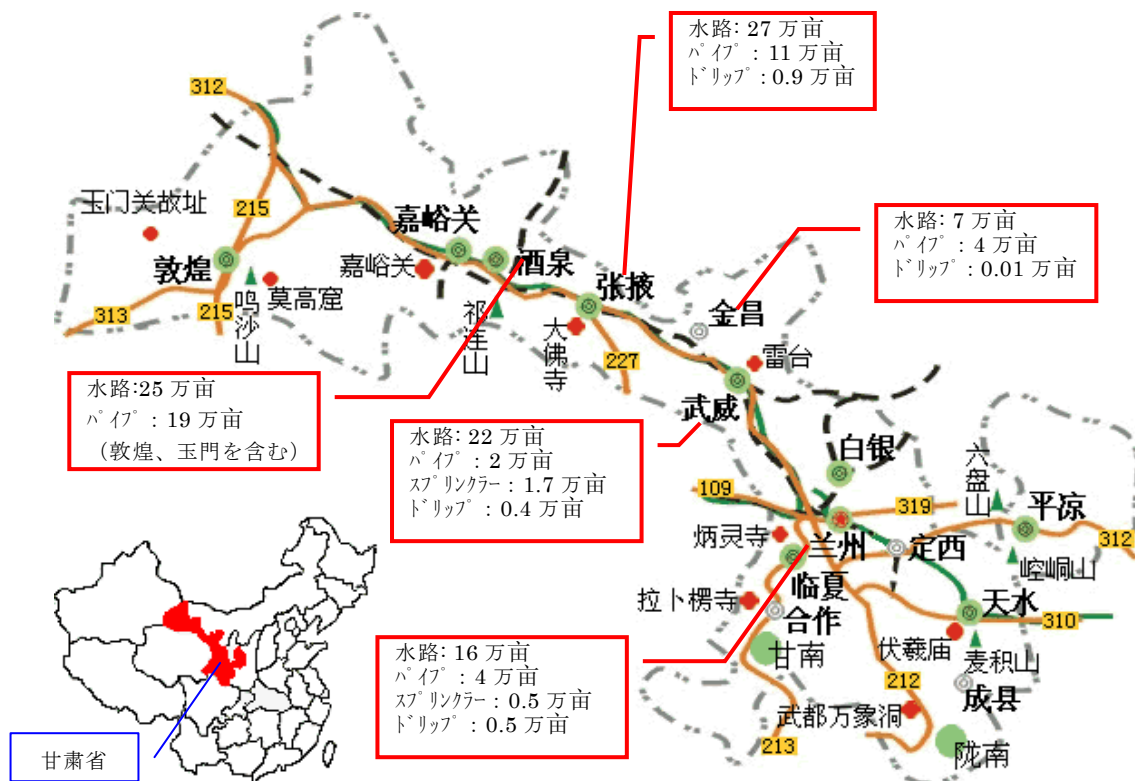 水路: 27 万亩
ﾊﾟｲﾌﾟ : 11 万亩
ﾄﾞﾘｯﾌﾟ : 0.9 万亩
312
玉门关故址
215
嘉峪关
水路: 7 万亩
ﾊﾟｲﾌﾟ : 4 万亩
ﾄﾞﾘｯﾌﾟ : 0.01 万亩
敦煌
嘉峪关
酒泉
张掖
莫高窟
金昌
313
215
鸣沙山
祁连山
大佛寺
227
雷台
水路:25 万亩
ﾊﾟｲﾌﾟ : 19 万亩
(敦煌、玉門を含む)
武威
水路: 22 万亩
ﾊﾟｲﾌﾟ : 2 万亩
ｽﾌﾟﾘﾝｸﾗｰ : 1.7 万亩
ﾄﾞﾘｯﾌﾟ : 0.4 万亩
白银
六盘山
109
319
平凉
炳灵寺
兰州
定西
312
崆峒山
临夏
拉卜楞寺
合作
天水
310
甘南
伏羲庙
麦积山
水路: 16 万亩
ﾊﾟｲﾌﾟ : 4 万亩
ｽﾌﾟﾘﾝｸﾗｰ : 0.5 万亩
ﾄﾞﾘｯﾌﾟ : 0.5 万亩
212
成县
武都万象洞
213
陇南
甘肃省